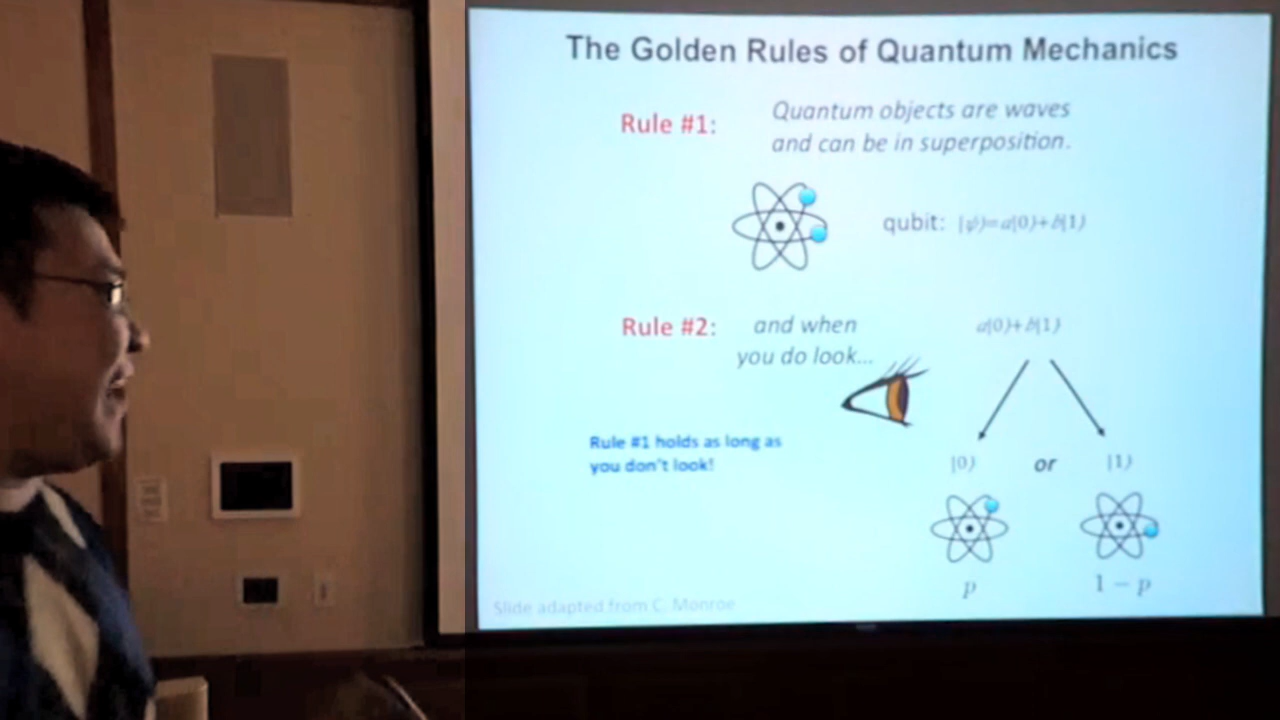 The Golden Rules of Quantum Mechanics
Rule #1:
Quantum objects are waves
and can be in superposition.
qubit: |ψ⟩=a|0⟩+b|1⟩
Rule #2:
and when
you do look...
a|0⟩+b|1⟩
Rule #1 holds as long as
you don't look!
|0⟩ or |1⟩
p
1 − p
Slide adapted from C. Monroe